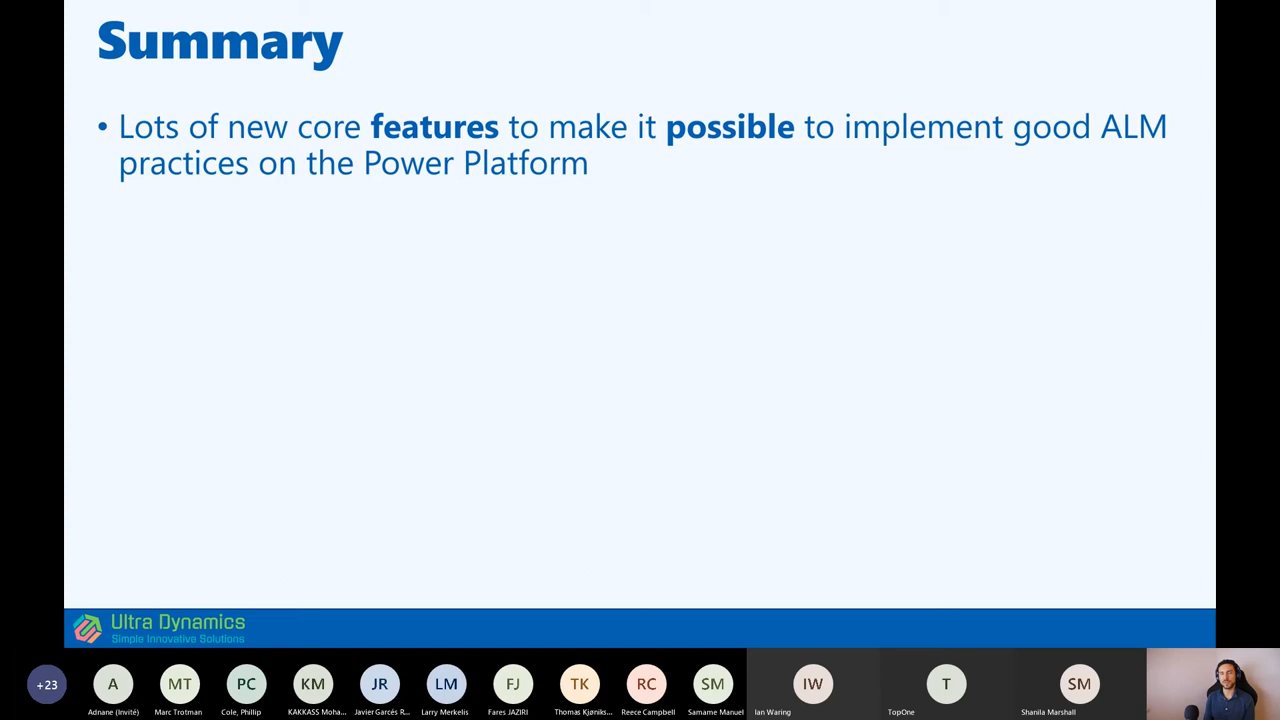 Summary
• Lots of new core features to make it possible to implement good ALM
practices on the Power Platform
Ultra Dynamics
Simple Innovative Solutions
+23
A
MT
PC
KM
JR
LM
FJ
TK
RC
SM
IW
T
SM
Adnane (Invité)
Marc Trotman
Cole, Phillip
KAKKASS Moha...
Javier Garcés R...
Larry Merkelis
Fares JAZIRI
Thomas Kjøniks...
Reece Campbell
Samame Manuel
Ian Waring
TopOne
Shanila Marshall